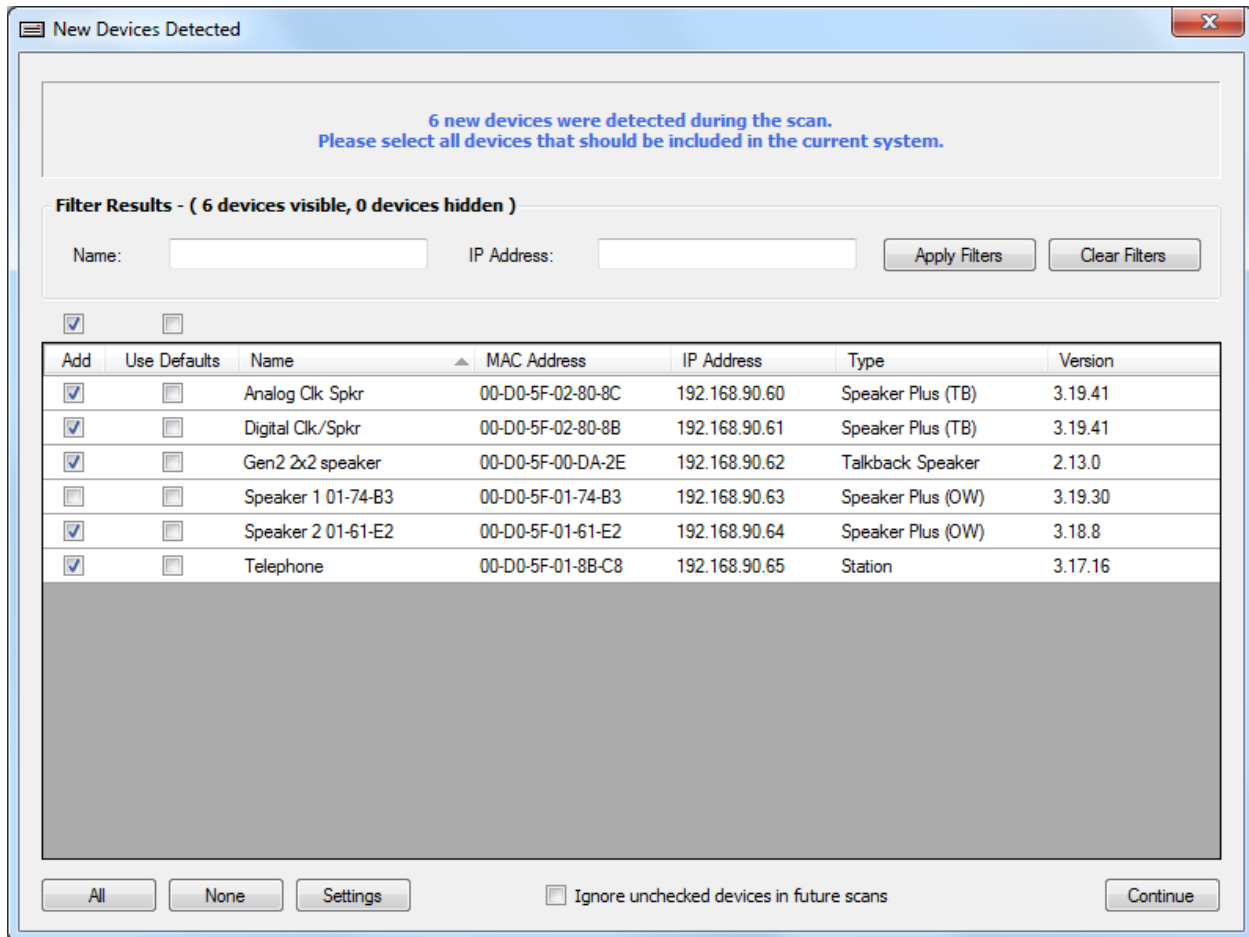 New Devices Detected
6 new devices were detected during the scan.
Please select all devices that should be included in the current system.
Filter Results - ( 6 devices visible, 0 devices hidden )
Name: IP Address: Apply Filters Clear Filters
Add Use Defaults Name MAC Address IP Address Type Version
Analog Clk Spkr 00-D0-5F-02-80-8C 192.168.90.60 Speaker Plus (TB) 3.19.41
Digital Clk/Spkr 00-D0-5F-02-80-8B 192.168.90.61 Speaker Plus (TB) 3.19.41
Gen2 2x2 speaker 00-D0-5F-00-DA-2E 192.168.90.62 Talkback Speaker 2.13.0
Speaker 1 01-74-B3 00-D0-5F-01-74-B3 192.168.90.63 Speaker Plus (OW) 3.19.30
Speaker 2 01-61-E2 00-D0-5F-01-61-E2 192.168.90.64 Speaker Plus (OW) 3.18.8
Telephone 00-D0-5F-01-8B-C8 192.168.90.65 Station 3.17.16
All None Settings Ignore unchecked devices in future scans Continue